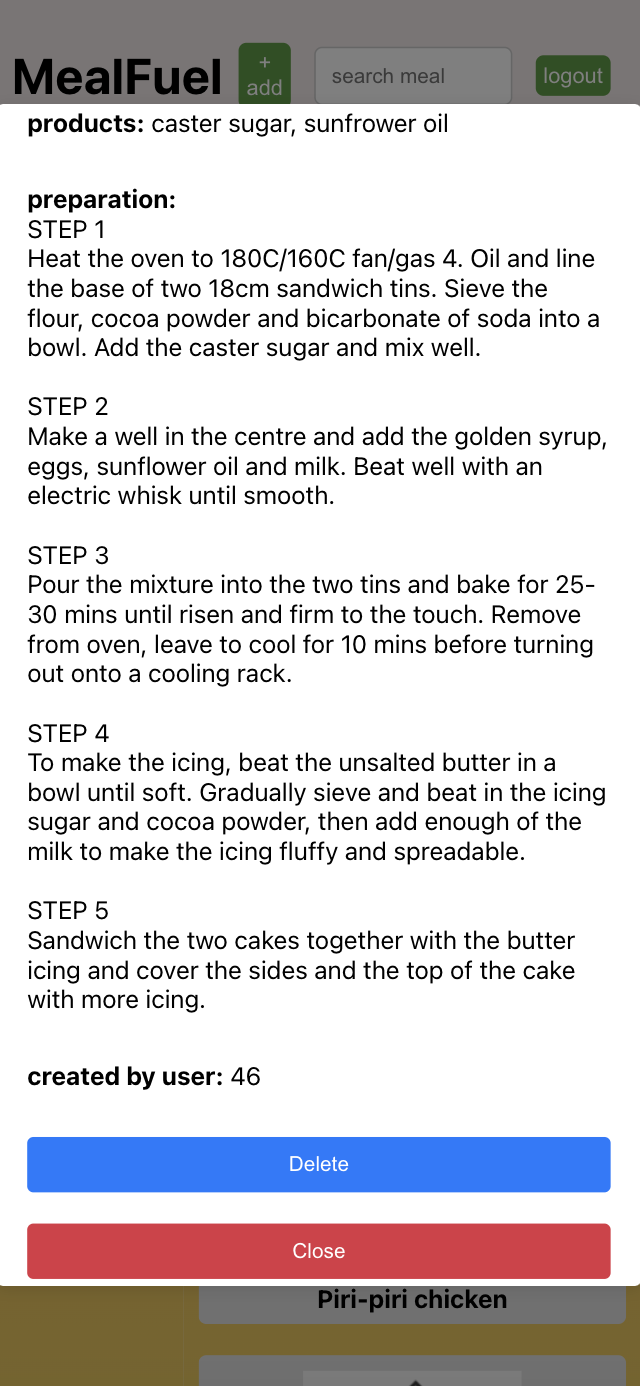 MealFuel
+
add
search meal
logout
products: caster sugar, sunfrower oil
preparation:
STEP 1
Heat the oven to 180C/160C fan/gas 4. Oil and line
the base of two 18cm sandwich tins. Sieve the
flour, cocoa powder and bicarbonate of soda into a
bowl. Add the caster sugar and mix well.
STEP 2
Make a well in the centre and add the golden syrup,
eggs, sunflower oil and milk. Beat well with an
electric whisk until smooth.
STEP 3
Pour the mixture into the two tins and bake for 25-
30 mins until risen and firm to the touch. Remove
from oven, leave to cool for 10 mins before turning
out onto a cooling rack.
STEP 4
To make the icing, beat the unsalted butter in a
bowl until soft. Gradually sieve and beat in the icing
sugar and cocoa powder, then add enough of the
milk to make the icing fluffy and spreadable.
STEP 5
Sandwich the two cakes together with the butter
icing and cover the sides and the top of the cake
with more icing.
created by user: 46
Delete
Close
Piri-piri chicken